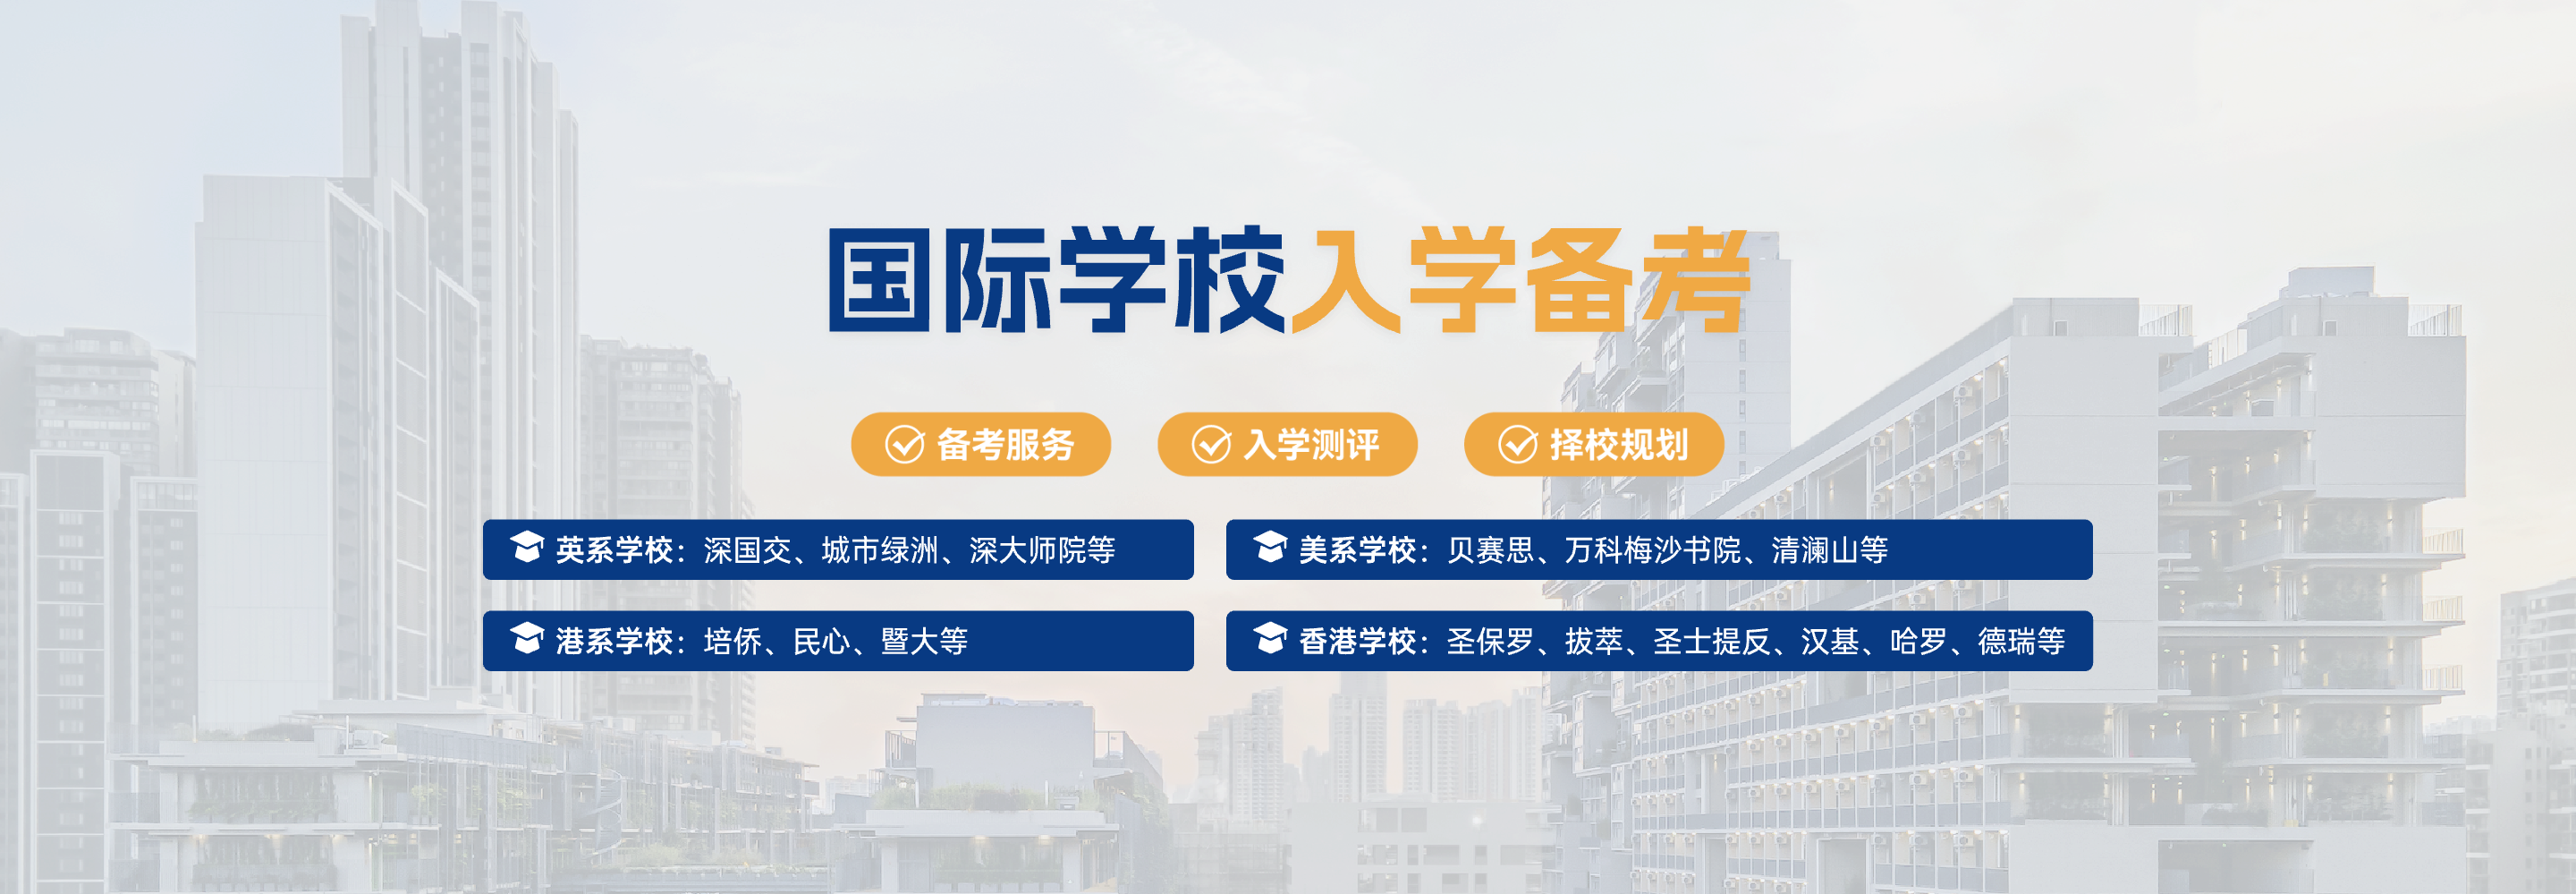 国际学校入学备考
备考服务 入学测评 择校规划
英系学校：深国交、城市绿洲、深大师院等
美系学校：贝赛思、万科梅沙书院、清澜山等
港系学校：培侨、民心、暨大等
香港学校：圣保罗、拔萃、圣士提反、汉基、哈罗、德瑞等